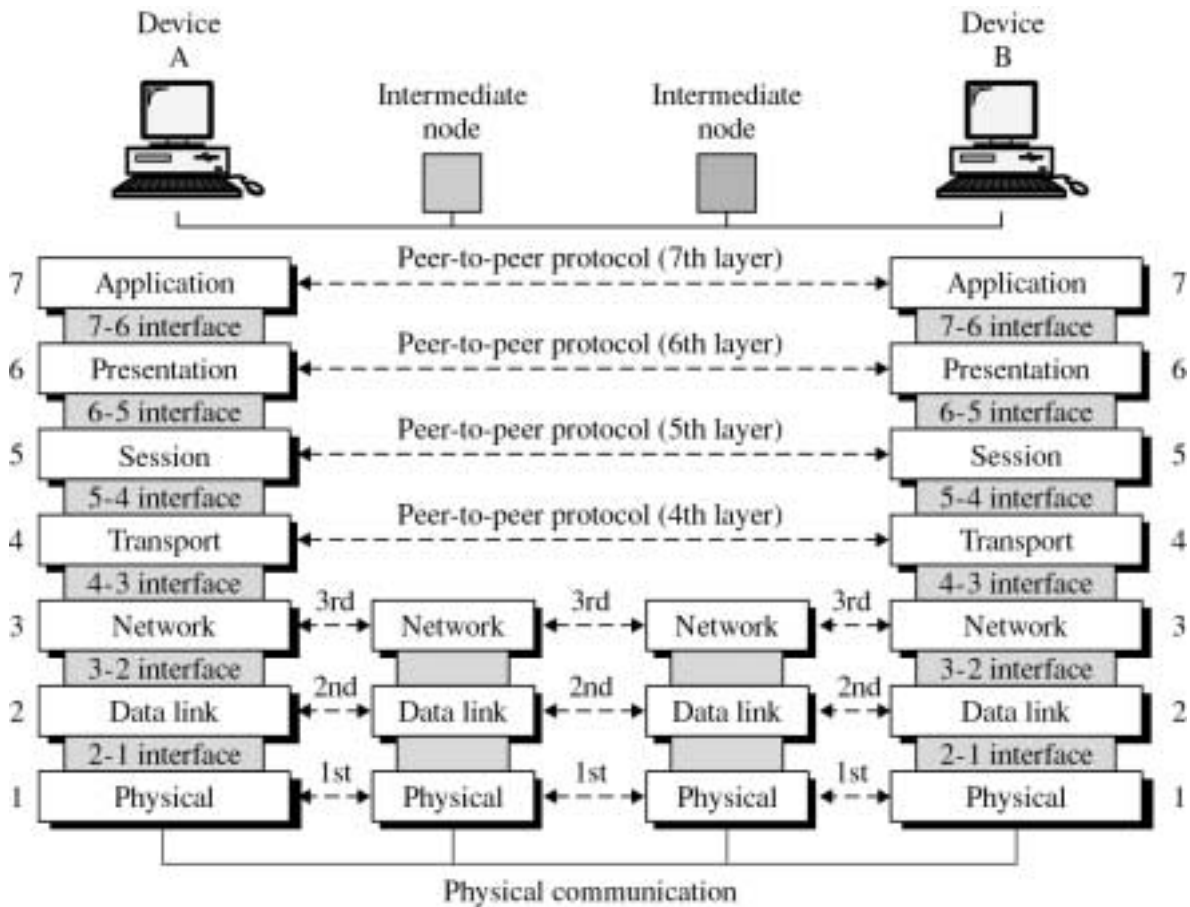 Device
A
Device
B
Intermediate
node
Intermediate
node
Peer-to-peer protocol (7th layer)
7 Application Application 7
7-6 interface 7-6 interface
Peer-to-peer protocol (6th layer)
6 Presentation Presentation 6
6-5 interface 6-5 interface
Peer-to-peer protocol (5th layer)
5 Session Session 5
5-4 interface 5-4 interface
Peer-to-peer protocol (4th layer)
4 Transport Transport 4
4-3 interface 4-3 interface
3rd 3rd 3rd
3 Network Network Network Network 3
3-2 interface 3-2 interface
2nd 2nd 2nd
2 Data link Data link Data link Data link 2
2-1 interface 2-1 interface
1st 1st 1st
1 Physical Physical Physical Physical 1
Physical communication